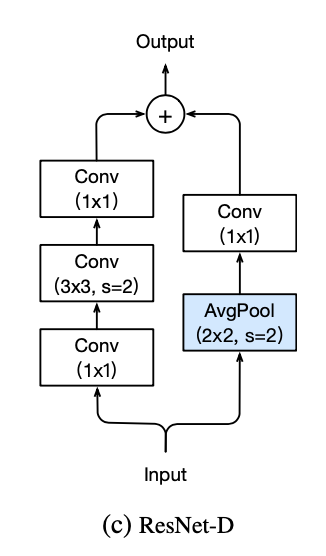 Output
+
Conv
(1x1)
Conv
(3x3, s=2)
Conv
(1x1)
Conv
(1x1)
AvgPool
(2x2, s=2)
Input
(c) ResNet-D